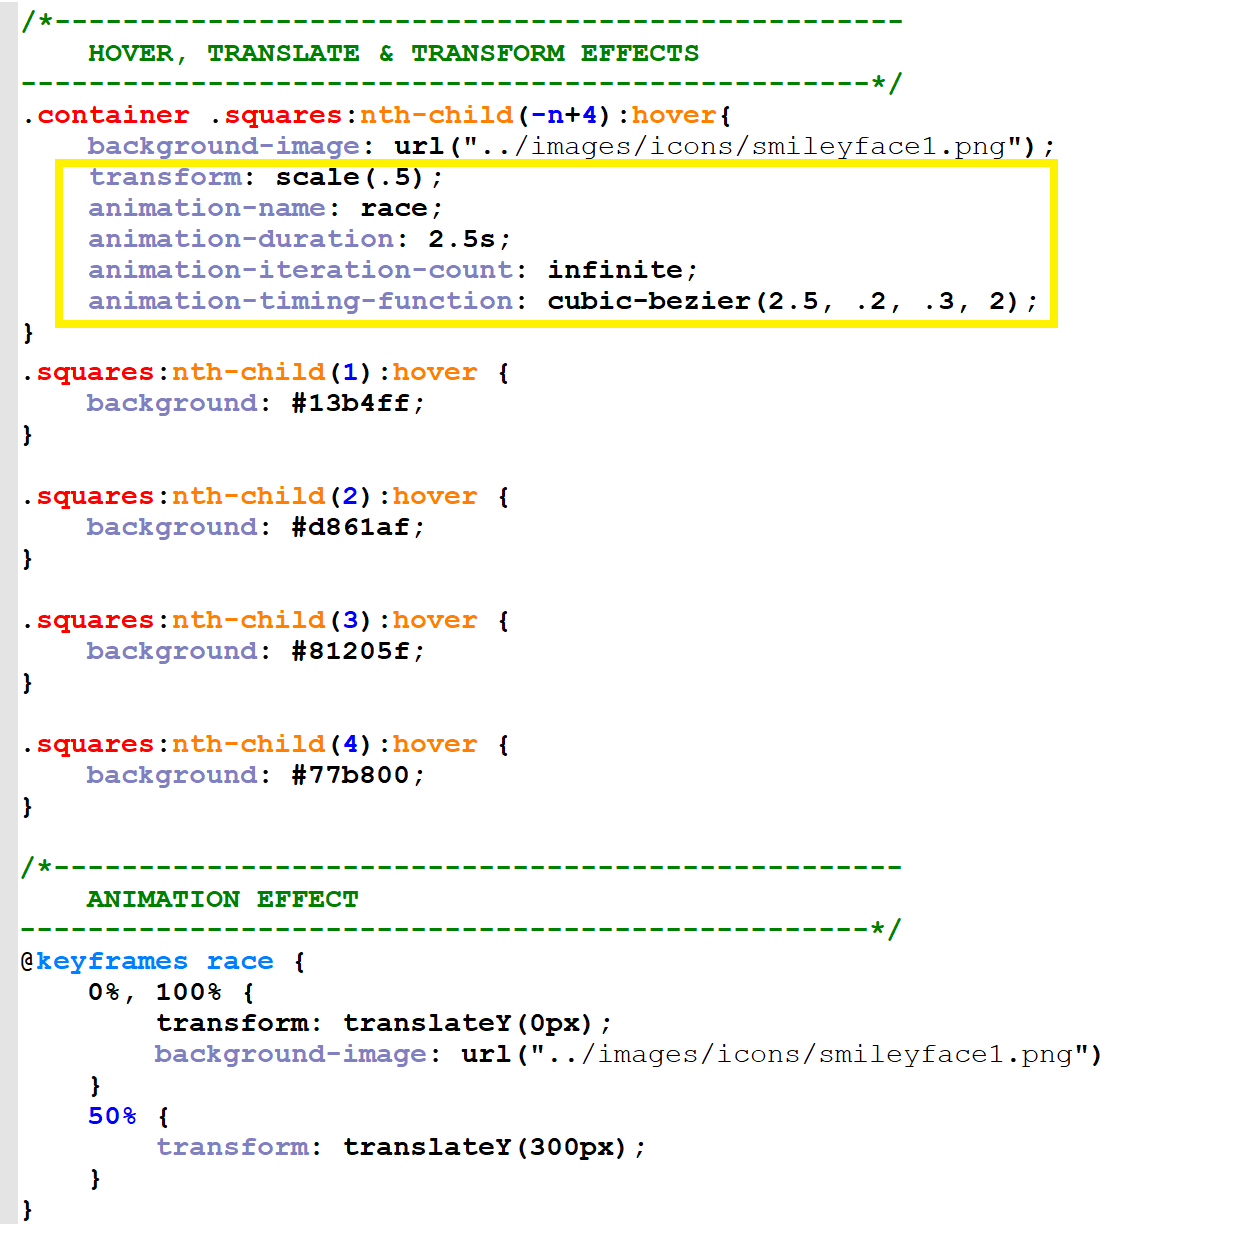 /*--------------------------------------------------
    HOVER, TRANSLATE & TRANSFORM EFFECTS
--------------------------------------------------*/
.container .squares:nth-child(-n+4):hover{
    background-image: url("../images/icons/smileyface1.png");
    transform: scale(.5);
    animation-name: race;
    animation-duration: 2.5s;
    animation-iteration-count: infinite;
    animation-timing-function: cubic-bezier(2.5, .2, .3, 2);
}
.squares:nth-child(1):hover {
    background: #13b4ff;
}

.squares:nth-child(2):hover {
    background: #d861af;
}

.squares:nth-child(3):hover {
    background: #81205f;
}

.squares:nth-child(4):hover {
    background: #77b800;
}

/*--------------------------------------------------
    ANIMATION EFFECT
--------------------------------------------------*/
@keyframes race {
    0%, 100% {
        transform: translateY(0px);
        background-image: url("../images/icons/smileyface1.png")
    }
    50% {
        transform: translateY(300px);
    }
}